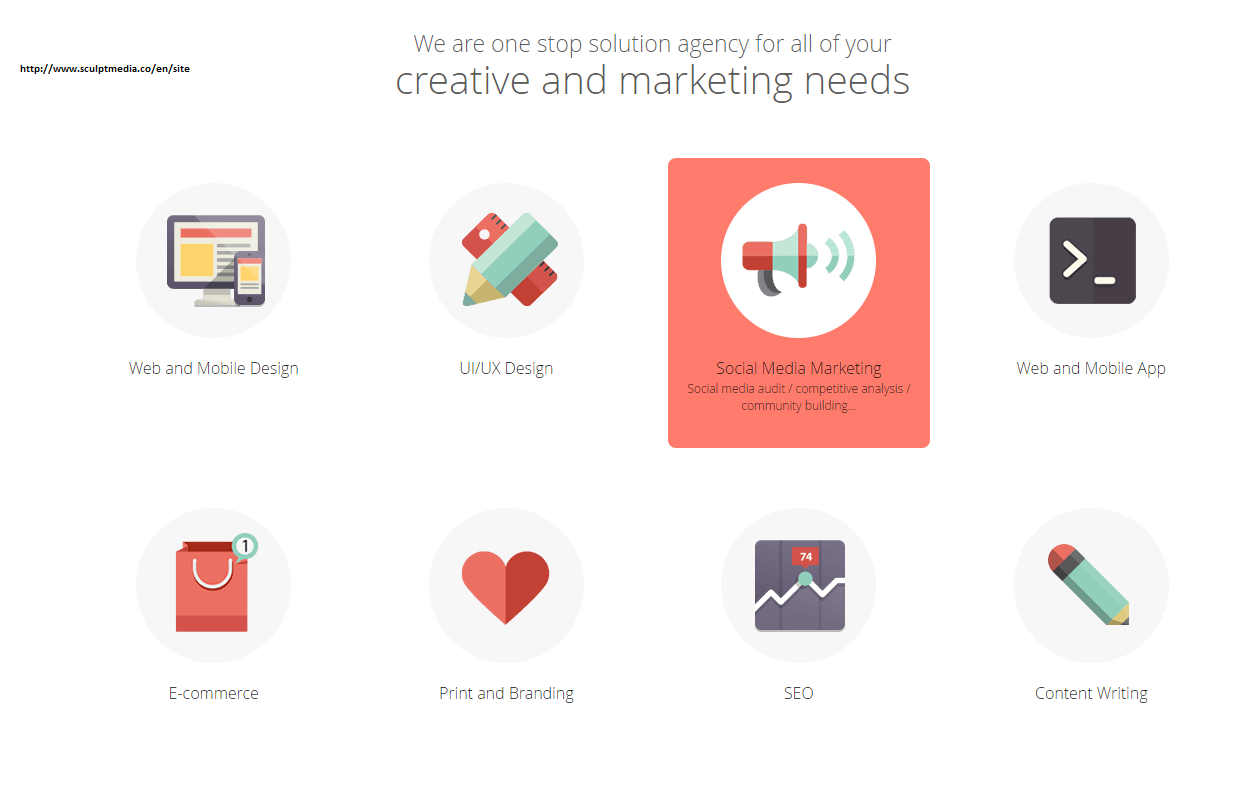 We are one stop solution agency for all of your
http://www.sculptmedia.co/en/site
creative and marketing needs
Web and Mobile Design
UI/UX Design
Social Media Marketing
Social media audit / competitive analysis /
community building...
Web and Mobile App
1
74
E-commerce
Print and Branding
SEO
Content Writing